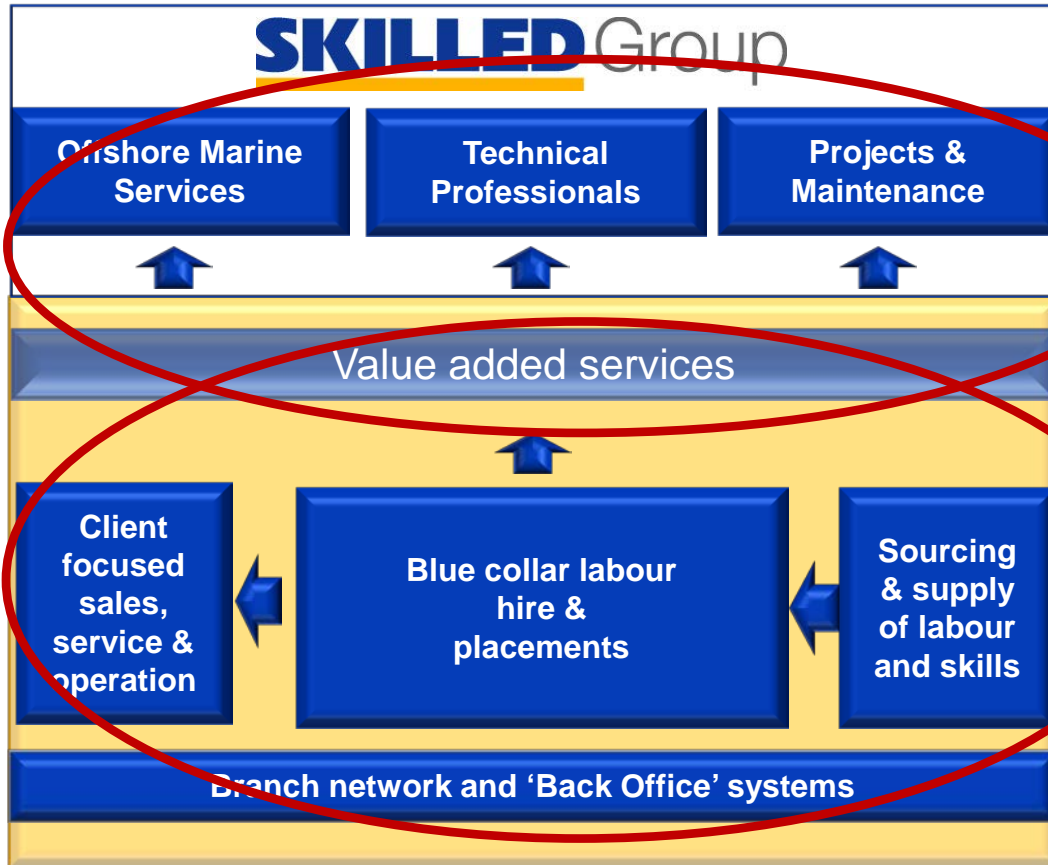 SKILLED Group
Offshore Marine
Services
Technical
Professionals
Projects &
Maintenance
Value added services
Client
focused
sales,
service &
operation
Blue collar labour
hire &
placements
Sourcing
& supply
of labour
and skills
Branch network and ‘Back Office’ systems